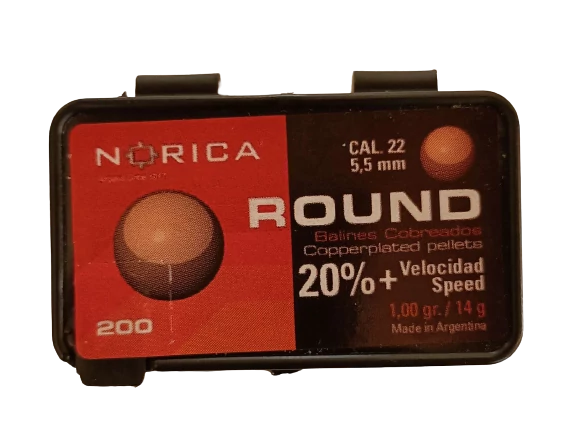 NORICA
CAL. 22
5,5 mm
ROUND
Balines Cobreados
Copperplated pellets
20%+ Velocidad
Speed
1,00 gr. / 14 g
Made in Argentina
200